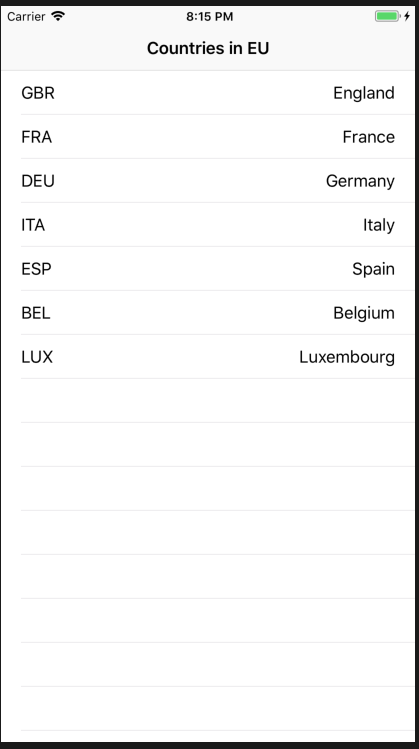 Carrier 8:15 PM
Countries in EU
GBR England
FRA France
DEU Germany
ITA Italy
ESP Spain
BEL Belgium
LUX Luxembourg